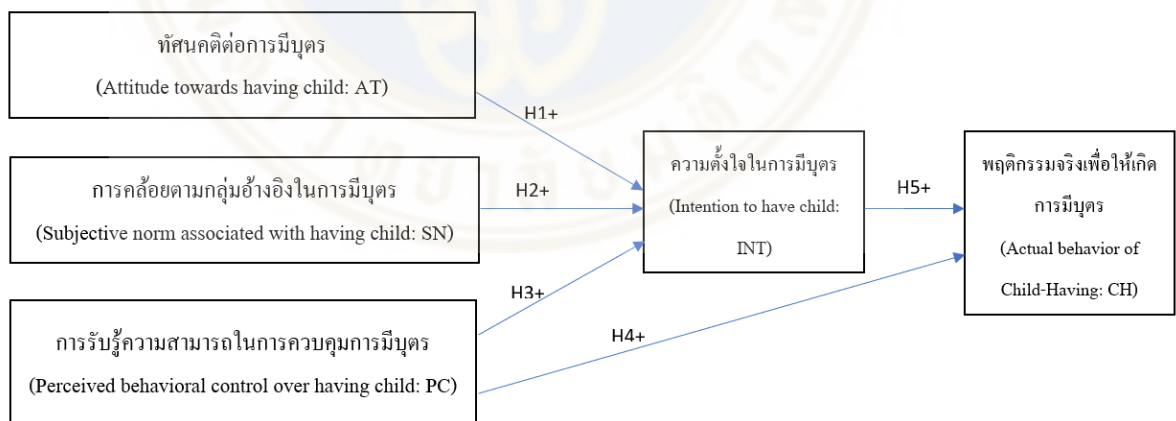 ทัศนคติต่อการมีบุตร
(Attitude towards having child: AT)
H1+
การคล้อยตามกลุ่มอ้างอิงในการมีบุตร
(Subjective norm associated with having child: SN)
H2+
ความตั้งใจในการมีบุตร
(Intention to have child:
INT)
H5+
พฤติกรรมจริงเพื่อให้เกิด
การมีบุตร
(Actual behavior of
Child-Having: CH)
H3+
H4+
การรับรู้ความสามารถในการควบคุมการมีบุตร
(Perceived behavioral control over having child: PC)